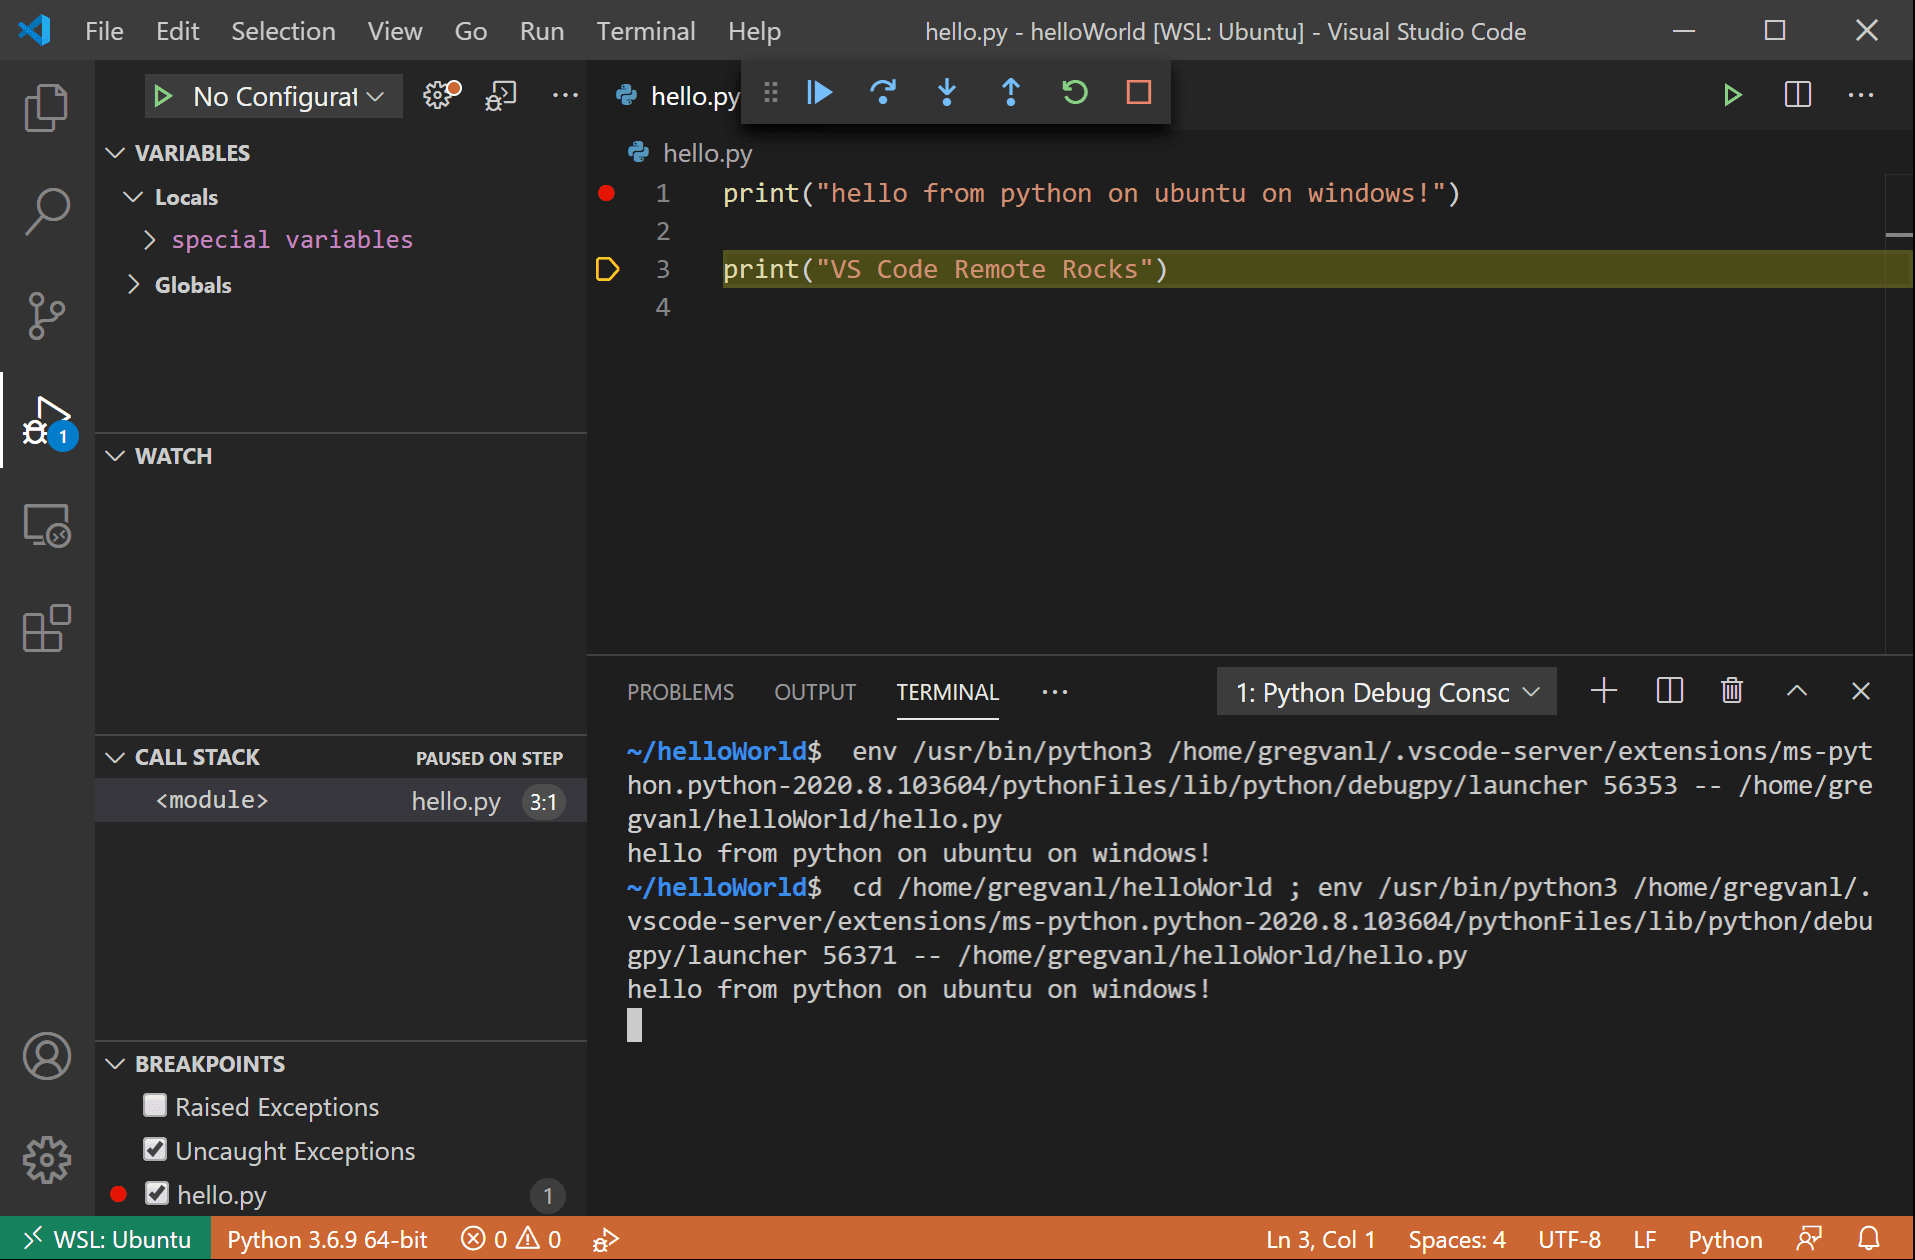 File Edit Selection View Go Run Terminal Help hello.py - helloWorld [WSL: Ubuntu] - Visual Studio Code
No Configurat
hello.py
VARIABLES
Locals
special variables
Globals
WATCH
CALL STACK PAUSED ON STEP
<module> hello.py 3:1
BREAKPOINTS
Raised Exceptions
Uncaught Exceptions
hello.py 1
1
hello.py
1 print("hello from python on ubuntu on windows!")
2
3 print("VS Code Remote Rocks")
4
PROBLEMS OUTPUT TERMINAL 1: Python Debug Consc
~/helloWorld$ env /usr/bin/python3 /home/gregvanl/.vscode-server/extensions/ms-pyt
hon.python-2020.8.103604/pythonFiles/lib/python/debugpy/launcher 56353 -- /home/gre
gvanl/helloWorld/hello.py
hello from python on ubuntu on windows!
~/helloWorld$ cd /home/gregvanl/helloWorld ; env /usr/bin/python3 /home/gregvanl/.
vscode-server/extensions/ms-python.python-2020.8.103604/pythonFiles/lib/python/debu
gpy/launcher 56371 -- /home/gregvanl/helloWorld/hello.py
hello from python on ubuntu on windows!
WSL: Ubuntu Python 3.6.9 64-bit 0 0 Ln 3, Col 1 Spaces: 4 UTF-8 LF Python